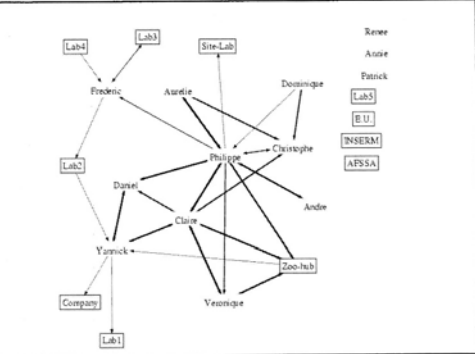 Renee
Lab3
Lab4
Site-Lab
Annie
Patrick
Dominique
Frederic
Aurelie
Lab5
E.U.
INSERM
Christophe
Philippe
AFSSA
Lab2
Daniel
Andre
Claire
Yannick
Zoo-hub
Company
Veronique
Lab1